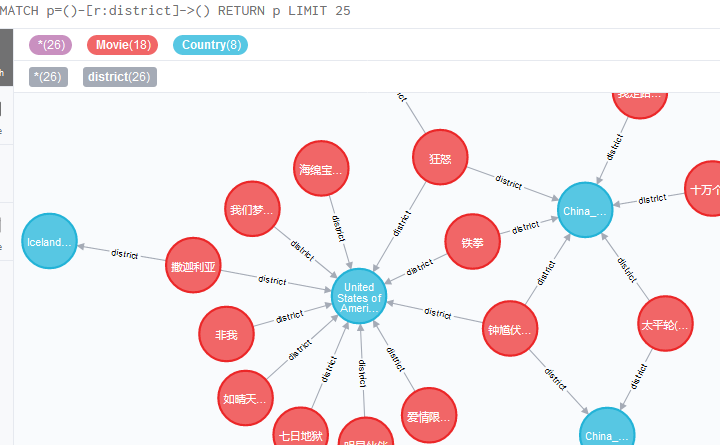 MATCH p=()-[r:district]->() RETURN p LIMIT 25
*(26) Movie(18) Country(8)
*(26) district(26)
district
狂怒
海绵宝...
district
China_...
十万个
district
district
我们梦...
district
district
district
铁拳
district
Iceland...
district
撒迦利亚
district
district
United
States of
Ameri...
district
district
district
非我
district
district
钟馗伏...
太平轮(...
district
district
district
district
如晴天...
district
爱情限...
七日地狱
China_...